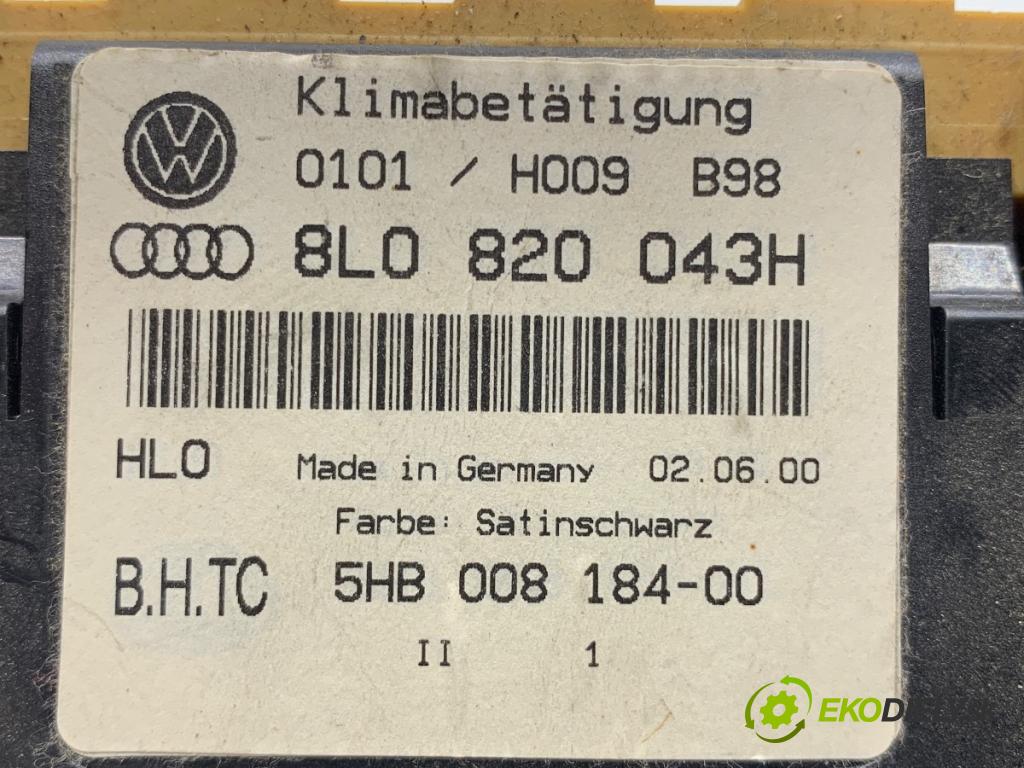 Klimabetätigung
0101 / H009 B98
8L0 820 043H
HLO Made in Germany 02.06.00
Farbe: Satinschwarz
B.H.TC 5HB 008 184-00
II 1
EKOD